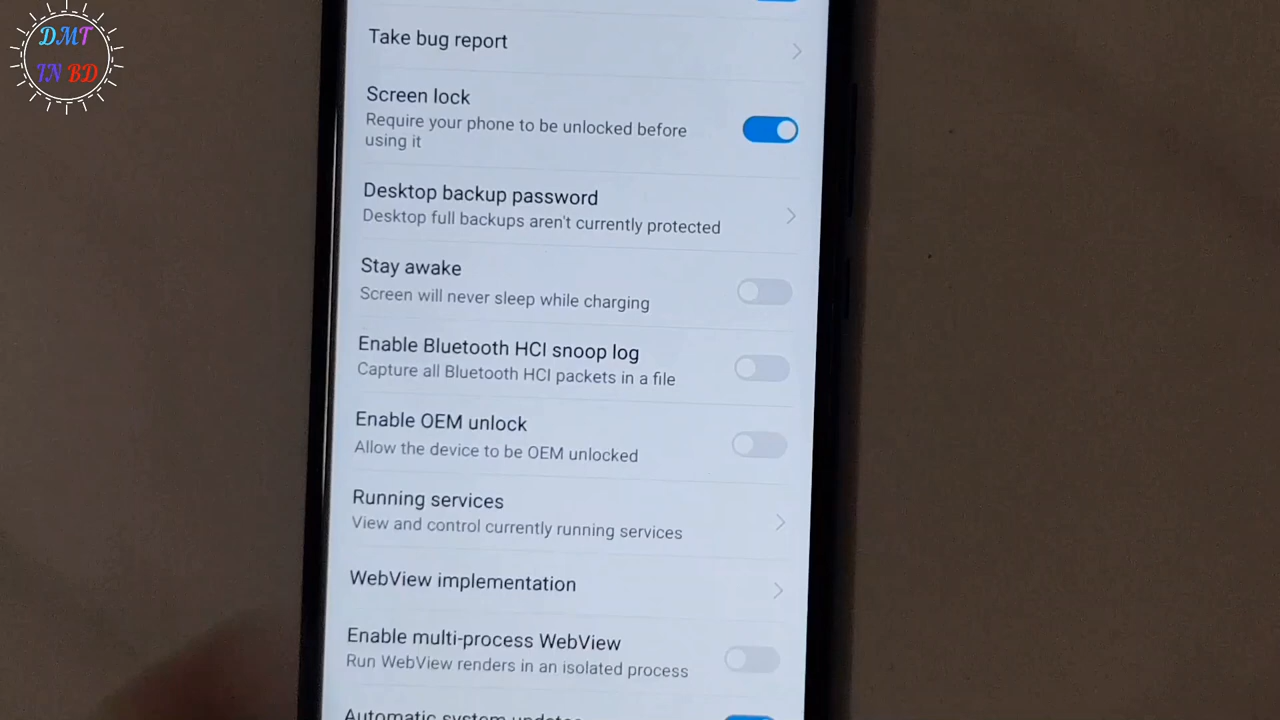 DMT
IN BD
Take bug report
Screen lock
Require your phone to be unlocked before
using it
Desktop backup password
Desktop full backups aren't currently protected
Stay awake
Screen will never sleep while charging
Enable Bluetooth HCI snoop log
Capture all Bluetooth HCI packets in a file
Enable OEM unlock
Allow the device to be OEM unlocked
Running services
View and control currently running services
WebView implementation
Enable multi-process WebView
Run WebView renders in an isolated process
Automatic system updates